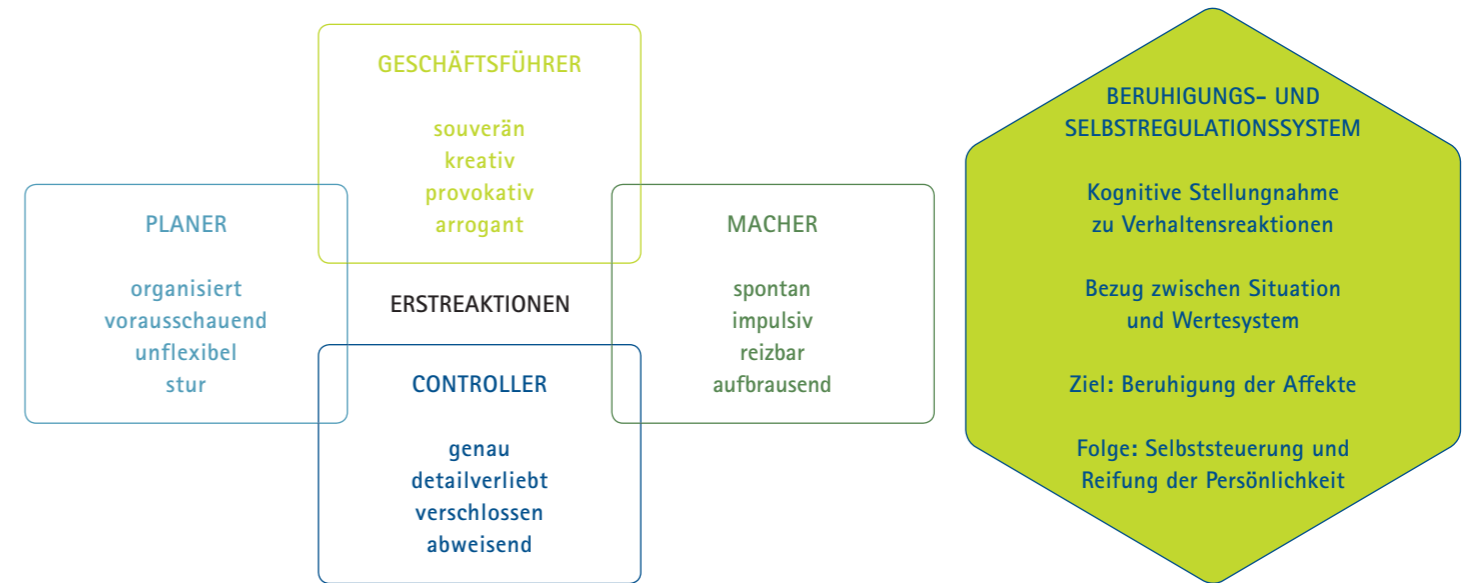 GESCHÄFTSFÜHRER
souverän
kreativ
provokativ
arrogant
PLANER
organisiert
vorausschauend
unflexibel
stur
ERSTREAKTIONEN
MACHER
spontan
impulsiv
reizbar
aufbrausend
CONTROLLER
genau
detailverliebt
verschlossen
abweisend
BERUHIGUNGS- UND
SELBSTREGULATIONSSYSTEM
Kognitive Stellungnahme
zu Verhaltensreaktionen
Bezug zwischen Situation
und Wertesystem
Ziel: Beruhigung der Affekte
Folge: Selbststeuerung und
Reifung der Persönlichkeit